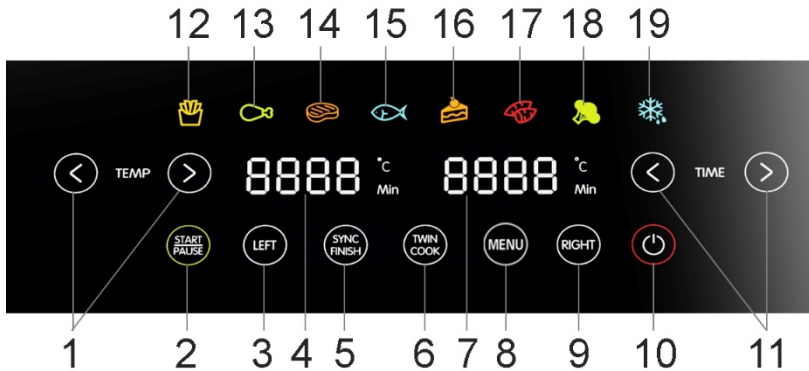 12 13 14 15 16 17 18 19
< TEMP > 8888 °C Min 8888 °C Min < TIME >
START PAUSE LEFT SYNC FINISH TWIN COOK MENU RIGHT
1 2 3 4 5 6 7 8 9 10 11